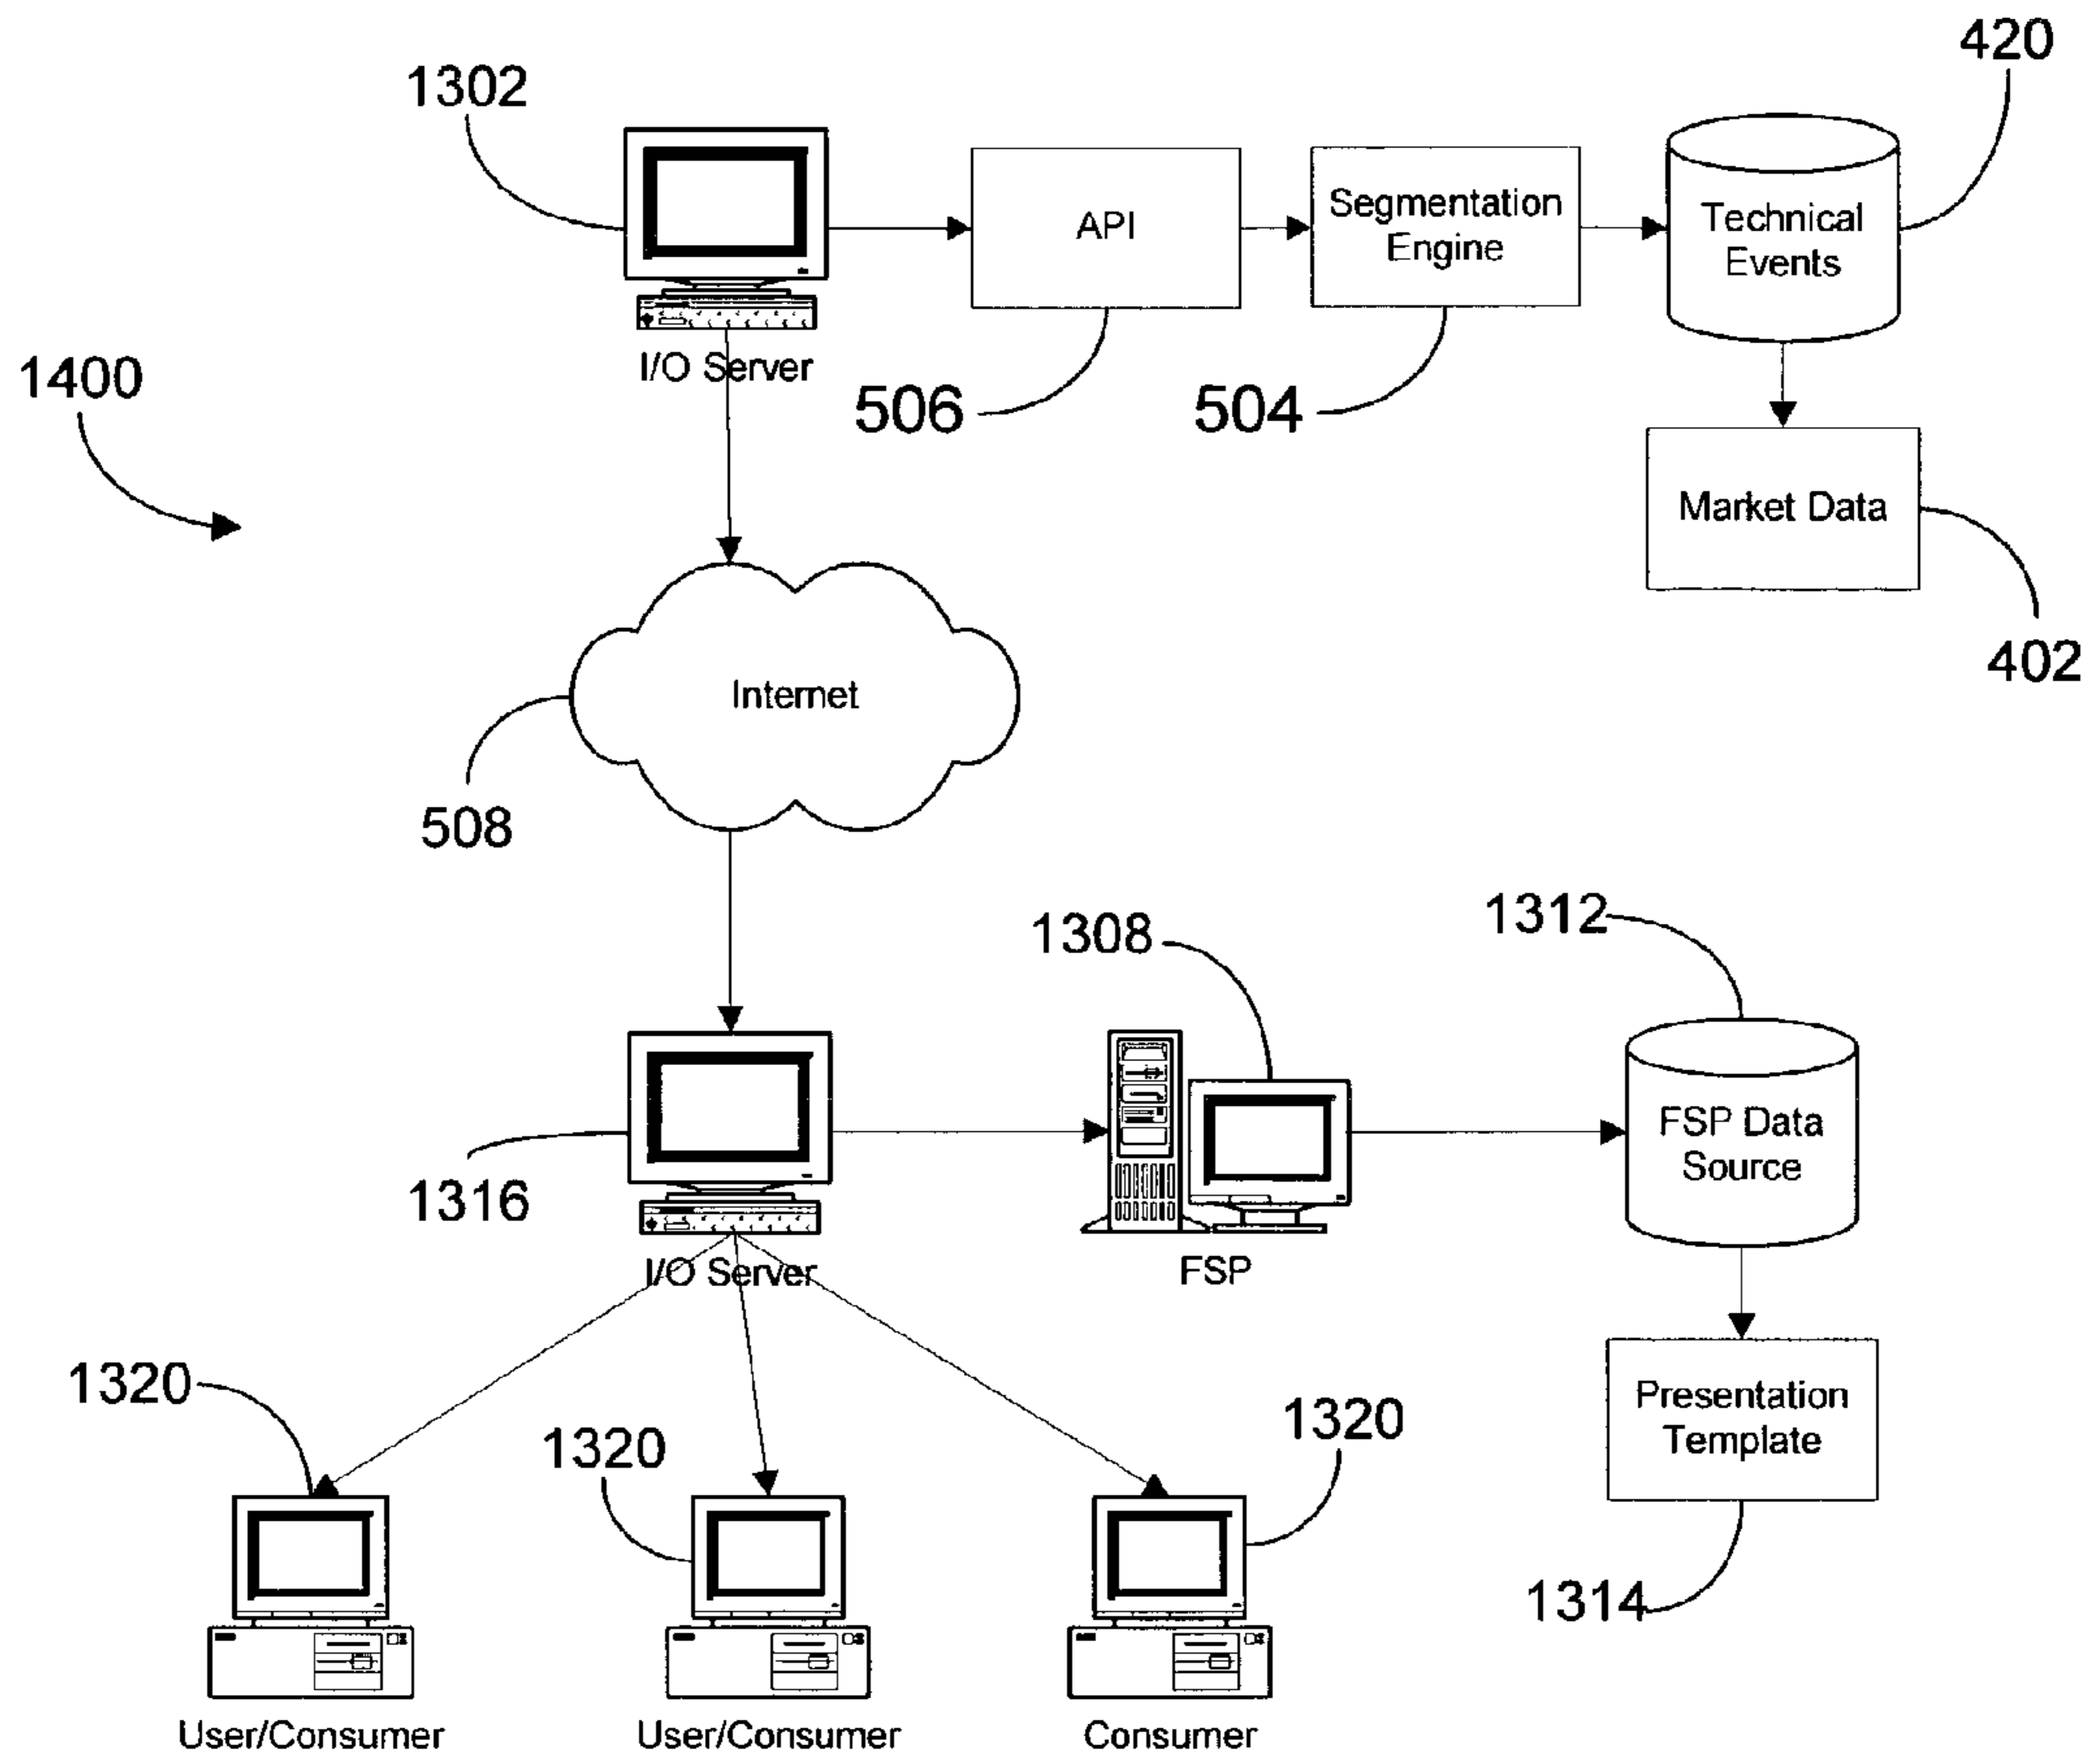 420
1302
API
Segmentation
Engine
Technical
Events
I/O Server
1400
506
504
Market Data
402
Internet
508
1312
1308
FSP Data
Source
1316
I/O Server
FSP
1320
1320
1320
Presentation
Template
1314
User/Consumer
User/Consumer
Consumer